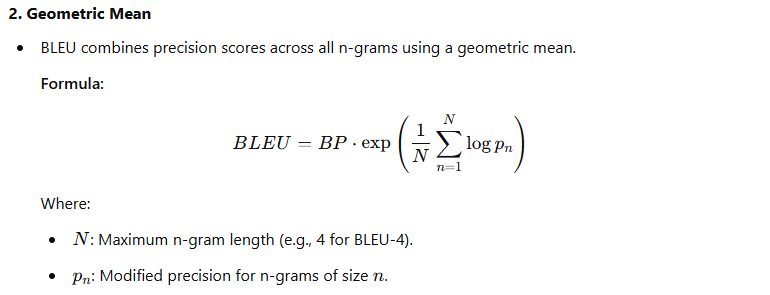 2. Geometric Mean
• BLEU combines precision scores across all n-grams using a geometric mean.
Formula:
$$BLEU = BP \cdot \exp\left(\frac{1}{N}\sum_{n=1}^{N} \log p_n\right)$$
Where:
• $N$: Maximum n-gram length (e.g., 4 for BLEU-4).
• $p_n$: Modified precision for n-grams of size $n$.